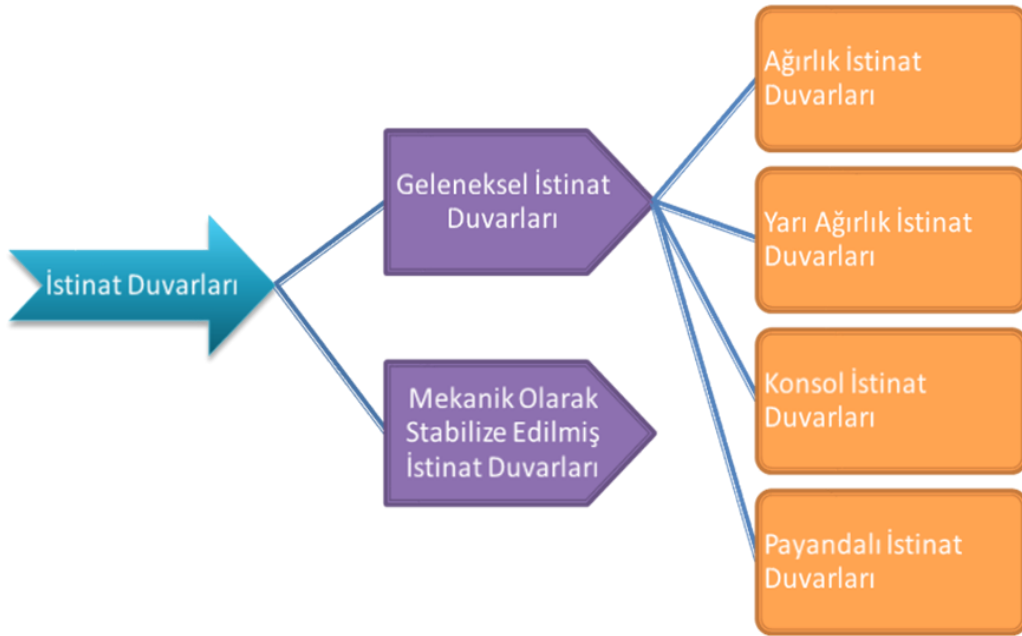 İstinat Duvarları
Geleneksel İstinat
Duvarları
Mekanik Olarak
Stabilize Edilmiş
İstinat Duvarları
Ağırlık İstinat
Duvarları
Yarı Ağırlık İstinat
Duvarları
Konsol İstinat
Duvarları
Payandalı İstinat
Duvarları